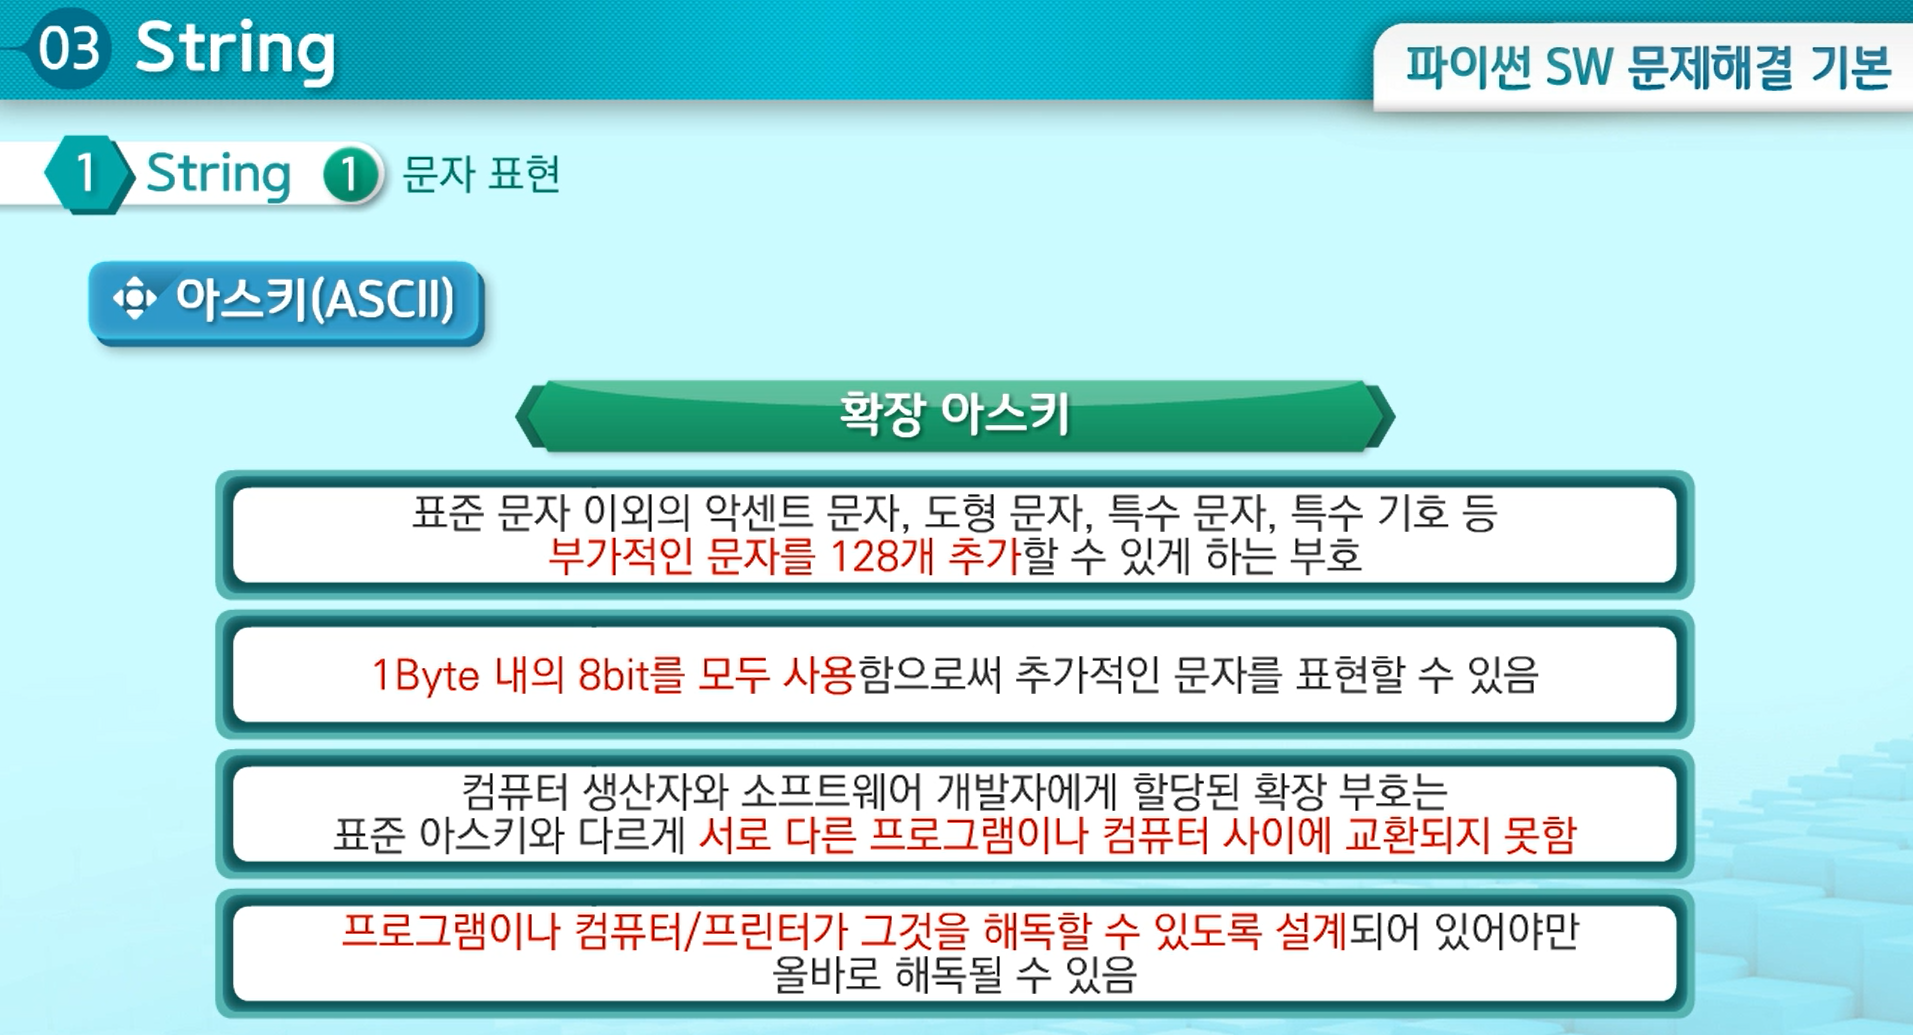 03 String
파이썬 SW 문제해결 기본
1 String 1 문자 표현
아스키(ASCII)
확장 아스키
표준 문자 이외의 악센트 문자, 도형 문자, 특수 문자, 특수 기호 등
부가적인 문자를 128개 추가할 수 있게 하는 부호
1Byte 내의 8bit를 모두 사용함으로써 추가적인 문자를 표현할 수 있음
컴퓨터 생산자와 소프트웨어 개발자에게 할당된 확장 부호는
표준 아스키와 다르게 서로 다른 프로그램이나 컴퓨터 사이에 교환되지 못함
프로그램이나 컴퓨터/프린터가 그것을 해독할 수 있도록 설계되어 있어야만
올바로 해독될 수 있음